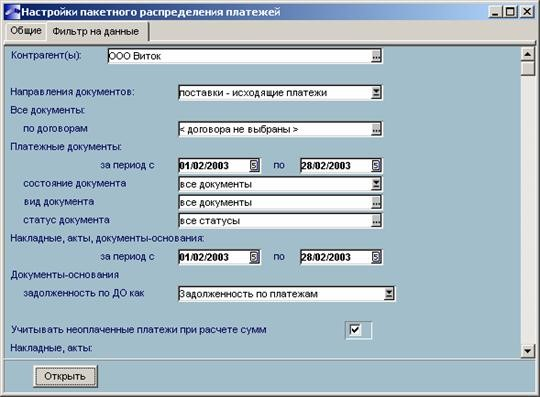 Настройки пакетного распределения платежей
Общие Фильтр на данные
Контрагент(ы): ООО Виток ...
Направления документов: поставки - исходящие платежи
Все документы:
по договорам < договора не выбраны > ...
Платежные документы:
за период с 01/02/2003 по 28/02/2003
состояние документа все документы
вид документа все документы ...
статус документа все статусы ...
Накладные, акты, документы-основания:
за период с 01/02/2003 по 28/02/2003
Документы-основания
задолженность по ДО как Задолженность по платежам
Учитывать неоплаченные платежи при расчете сумм
Накладные, акты:
Открыть